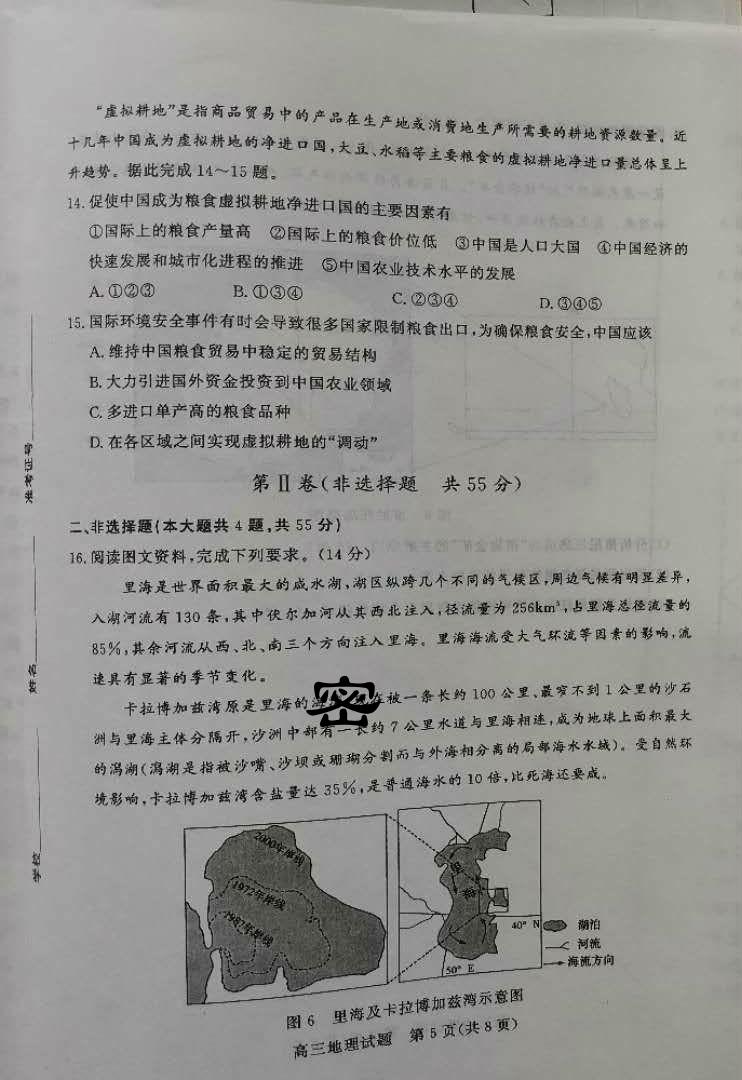 “虚拟耕地”是指商品贸易中的产品在生产地或消费地生产所需要的耕地资源数量。近
十几年中国成为虚拟耕地的净进口国,大豆、水稻等主要粮食的虚拟耕地净进口量总体呈上
升趋势。据此完成14~15题。
14.促使中国成为粮食虚拟耕地净进口国的主要因素有
①国际上的粮食产量高 ②国际上的粮食价位低 ③中国是人口大国 ④中国经济的
快速发展和城市化进程的推进 ⑤中国农业技术水平的发展
A.①②③ B.①③④ C.②③④ D.③④⑤
15.国际环境安全事件有时会导致很多国家限制粮食出口,为确保粮食安全,中国应该
A.维持中国粮食贸易中稳定的贸易结构
B.大力引进国外资金投资到中国农业领域
C.多进口单产高的粮食品种
D.在各区域之间实现虚拟耕地的“调动”
第Ⅱ卷(非选择题 共55分)
二、非选择题(本大题共4题,共55分)
16.阅读图文资料,完成下列要求。(14分)
里海是世界面积最大的咸水湖,湖区纵跨几个不同的气候区,周边气候有明显差异,
入湖河流有130条,其中伏尔加河从其西北注入,径流量为256km³,占里海总径流量的
85%,其余河流从西、北、南三个方向注入里海。里海海流受大气环流等因素的影响,流
速具有显著的季节变化。
卡拉博加兹湾原是里海的海 在被一条长约100公里、最窄不到1公里的沙石
洲与里海主体分隔开,沙洲中部有一长约7公里水道与里海相连,成为地球上面积最大
的潟湖(潟湖是指被沙嘴、沙坝或珊瑚分割而与外海相分离的局部海水水域)。受自然环
境影响,卡拉博加兹湾含盐量达35%,是普通海水的10倍,比死海还要咸。
密
2000年岸线
1972年岸线
1987年岸线
里
海
40° N
50° E
湖泊
河流
海流方向
图6 里海及卡拉博加兹湾示意图
高三地理试题 第5页(共8页)
准考证号
姓名
学校